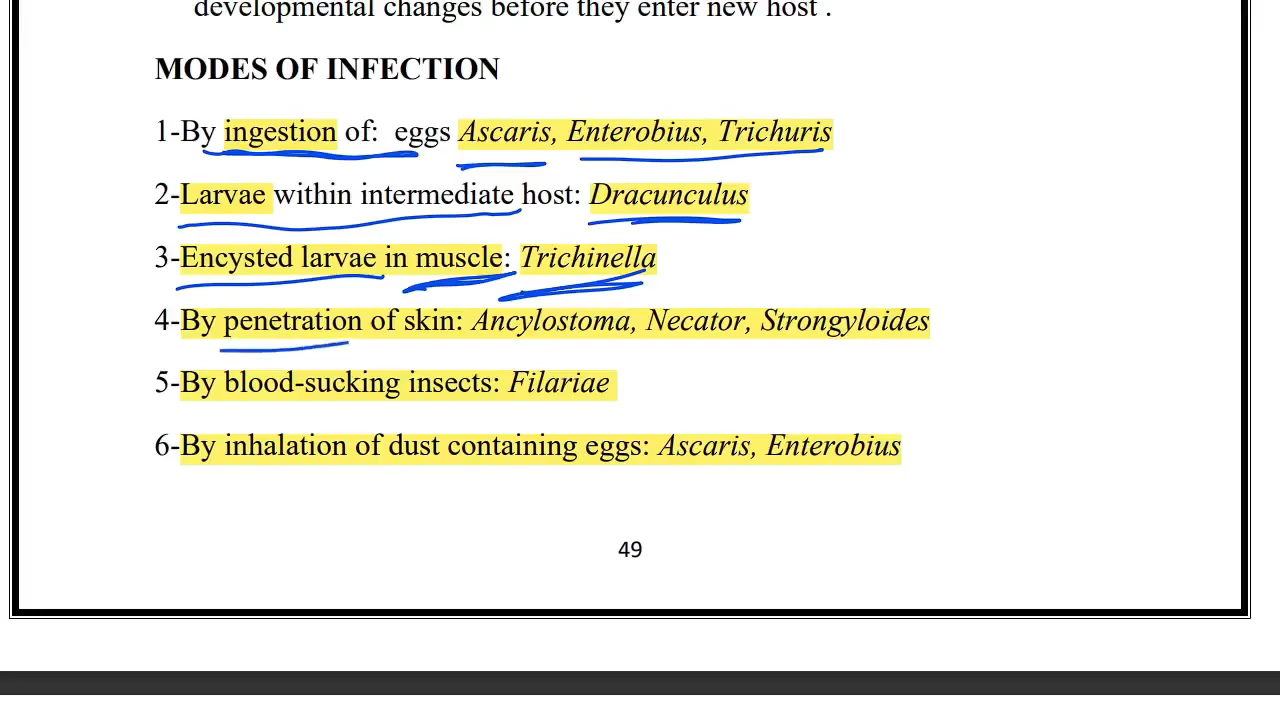 developmental changes before they enter new host .
MODES OF INFECTION
1-By ingestion of:  eggs Ascaris, Enterobius, Trichuris
2-Larvae within intermediate host: Dracunculus
3-Encysted larvae in muscle: Trichinella
4-By penetration of skin: Ancylostoma, Necator, Strongyloides
5-By blood-sucking insects: Filariae
6-By inhalation of dust containing eggs: Ascaris, Enterobius
49